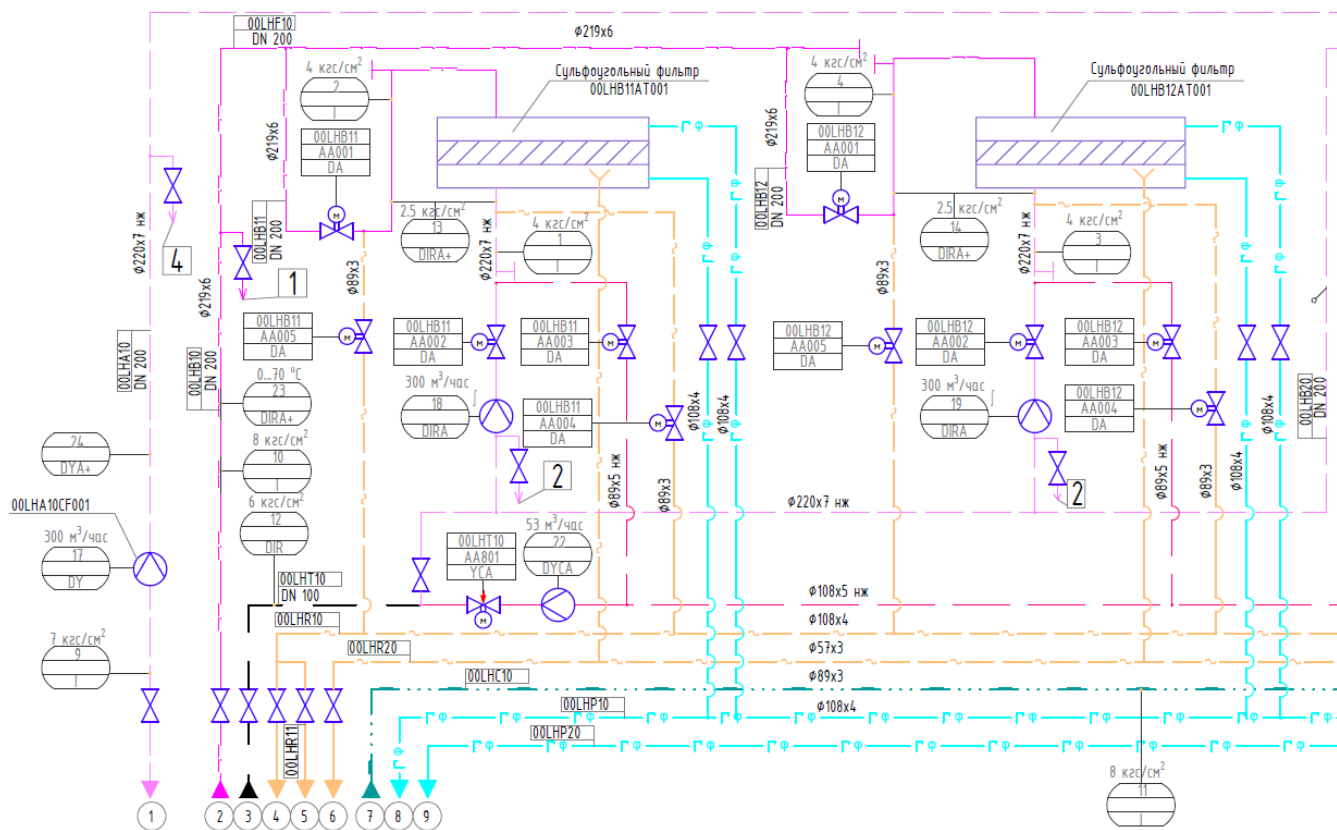 00LHF10
DN 200
ф219х6
4 кгс/см²
2
I
Сульфоугольный фильтр
00LHB11AT001
4 кгс/см²
4
I
Сульфоугольный фильтр
00LHB12AT001
Г ф
Г ф
ф219х6
00LHB11
AA001
DA
М
ф219х6
00LHB12
AA001
DA
М
00LHB11
DN 200
00LHB12
DN 200
ф220х7 нж
4
1
ф219х6
ф89х3
2.5 кгс/см²
13
DIRA+
ф220х7 нж
4 кгс/см²
1
I
ф89х3
2.5 кгс/см²
14
DIRA+
ф220х7 нж
4 кгс/см²
3
I
00LHA10
DN 200
00LHB10
DN 200
00LHB11
AA005
DA
М
00LHB11
AA002
DA
М
00LHB11
AA003
DA
М
00LHB12
AA005
DA
М
00LHB12
AA002
DA
М
00LHB12
AA003
DA
М
0...70 °С
23
DIRA+
300 м³/час
18
DIRA
00LHB11
AA004
DA
М
ф108х4
ф108х4
300 м³/час
19
DIRA
00LHB12
AA004
DA
М
ф108х4
ф108х4
00LHB20
DN 200
24
DYA+
8 кгс/см²
10
I
2
ф89х5 нж
ф89х3
2
ф89х5 нж
ф89х3
ф220х7 нж
00LHA10CF001
300 м³/час
17
DY
6 кгс/см²
12
DIR
00LHT10
AA801
YCA
М
53 м³/час
22
DYCA
00LHT10
DN 100
ф108х5 нж
00LHR10
ф108х4
7 кгс/см²
9
I
00LHR20
ф57х3
00LHC10
ф89х3
00LHP10
ф108х4
00LHR11
00LHP20
8 кгс/см²
11
I
1
2
3
4
5
6
7
8
9